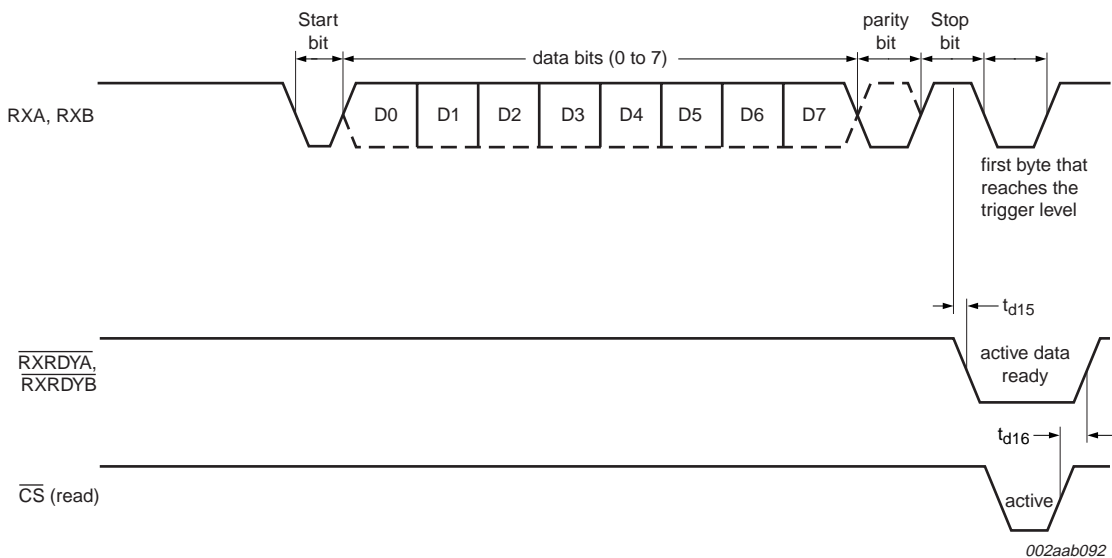 Start
bit
data bits (0 to 7)
parity
bit
Stop
bit
RXA, RXB
D0 D1 D2 D3 D4 D5 D6 D7
first byte that
reaches the
trigger level
td15
RXRDYA,
RXRDYB
active data
ready
td16
CS (read)
active
002aab092